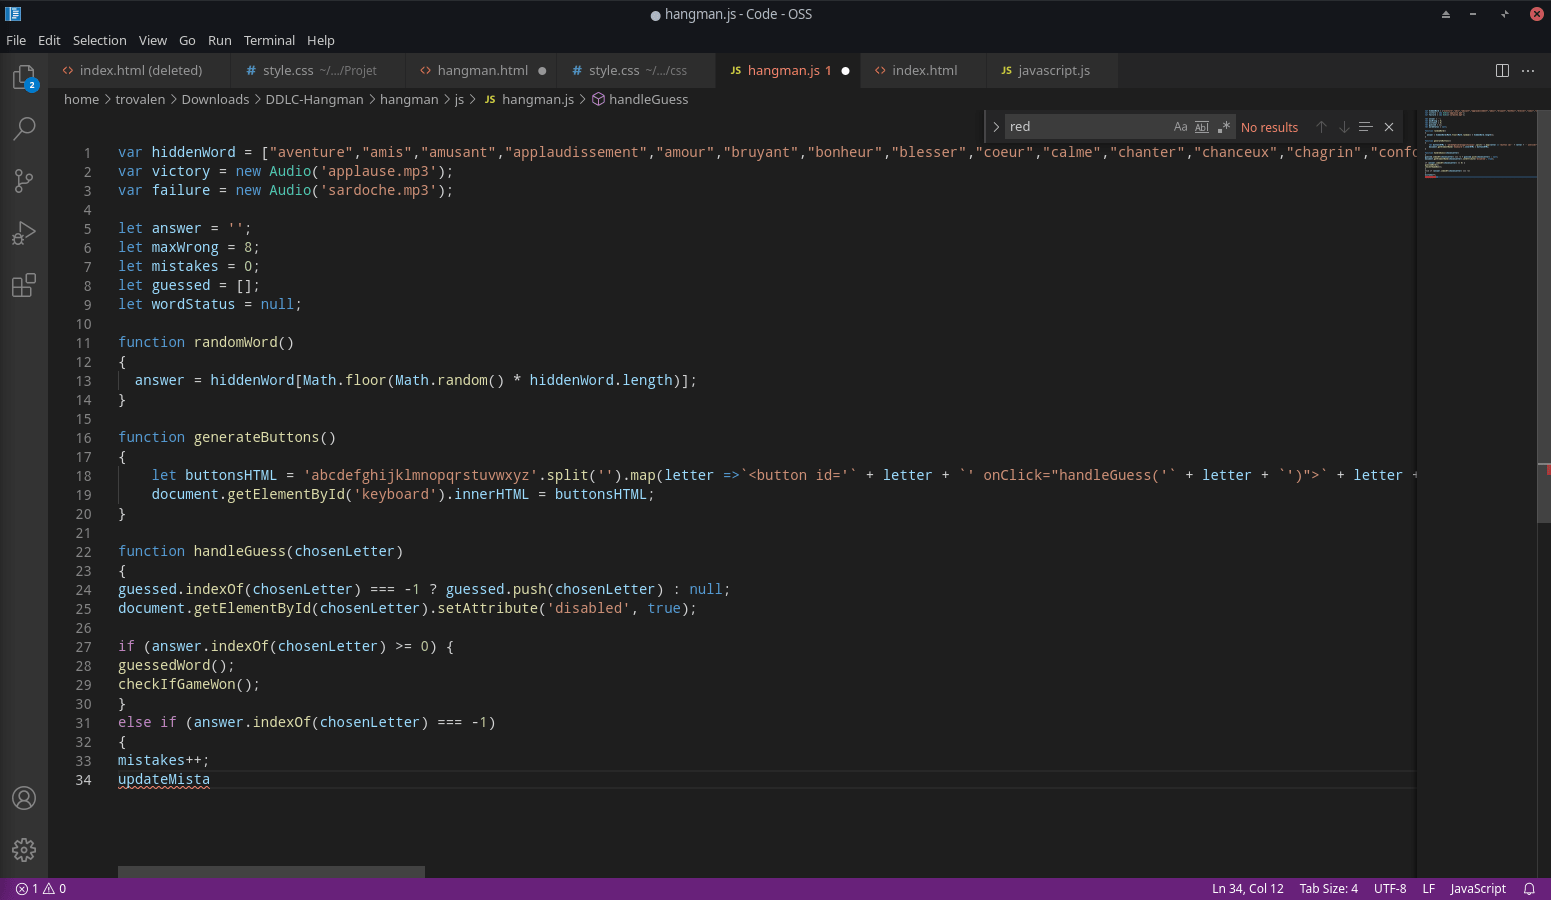 hangman.js - Code - OSS
File Edit Selection View Go Run Terminal Help
2
index.html (deleted) # style.css ~/.../Projet hangman.html # style.css ~/.../css JS hangman.js 1 index.html JS javascript.js
home > trovalen > Downloads > DDLC-Hangman > hangman > js > JS hangman.js > handleGuess
red Aa Abl .* No results
1 var hiddenWord = ["aventure","amis","amusant","applaudissement","amour","bruyant","bonheur","blesser","coeur","calme","chanter","chanceux","chagrin","confo
2 var victory = new Audio('applause.mp3');
3 var failure = new Audio('sardoche.mp3');
4
5 let answer = '';
6 let maxWrong = 8;
7 let mistakes = 0;
8 let guessed = [];
9 let wordStatus = null;
10
11 function randomWord()
12 {
13 answer = hiddenWord[Math.floor(Math.random() * hiddenWord.length)];
14 }
15
16 function generateButtons()
17 {
18 let buttonsHTML = 'abcdefghijklmnopqrstuvwxyz'.split('').map(letter =>`<button id='` + letter + `' onClick="handleGuess('` + letter + `')">` + letter +
19 document.getElementById('keyboard').innerHTML = buttonsHTML;
20 }
21
22 function handleGuess(chosenLetter)
23 {
24 guessed.indexOf(chosenLetter) === -1 ? guessed.push(chosenLetter) : null;
25 document.getElementById(chosenLetter).setAttribute('disabled', true);
26
27 if (answer.indexOf(chosenLetter) >= 0) {
28 guessedWord();
29 checkIfGameWon();
30 }
31 else if (answer.indexOf(chosenLetter) === -1)
32 {
33 mistakes++;
34 updateMista
1 0 Ln 34, Col 12 Tab Size: 4 UTF-8 LF JavaScript